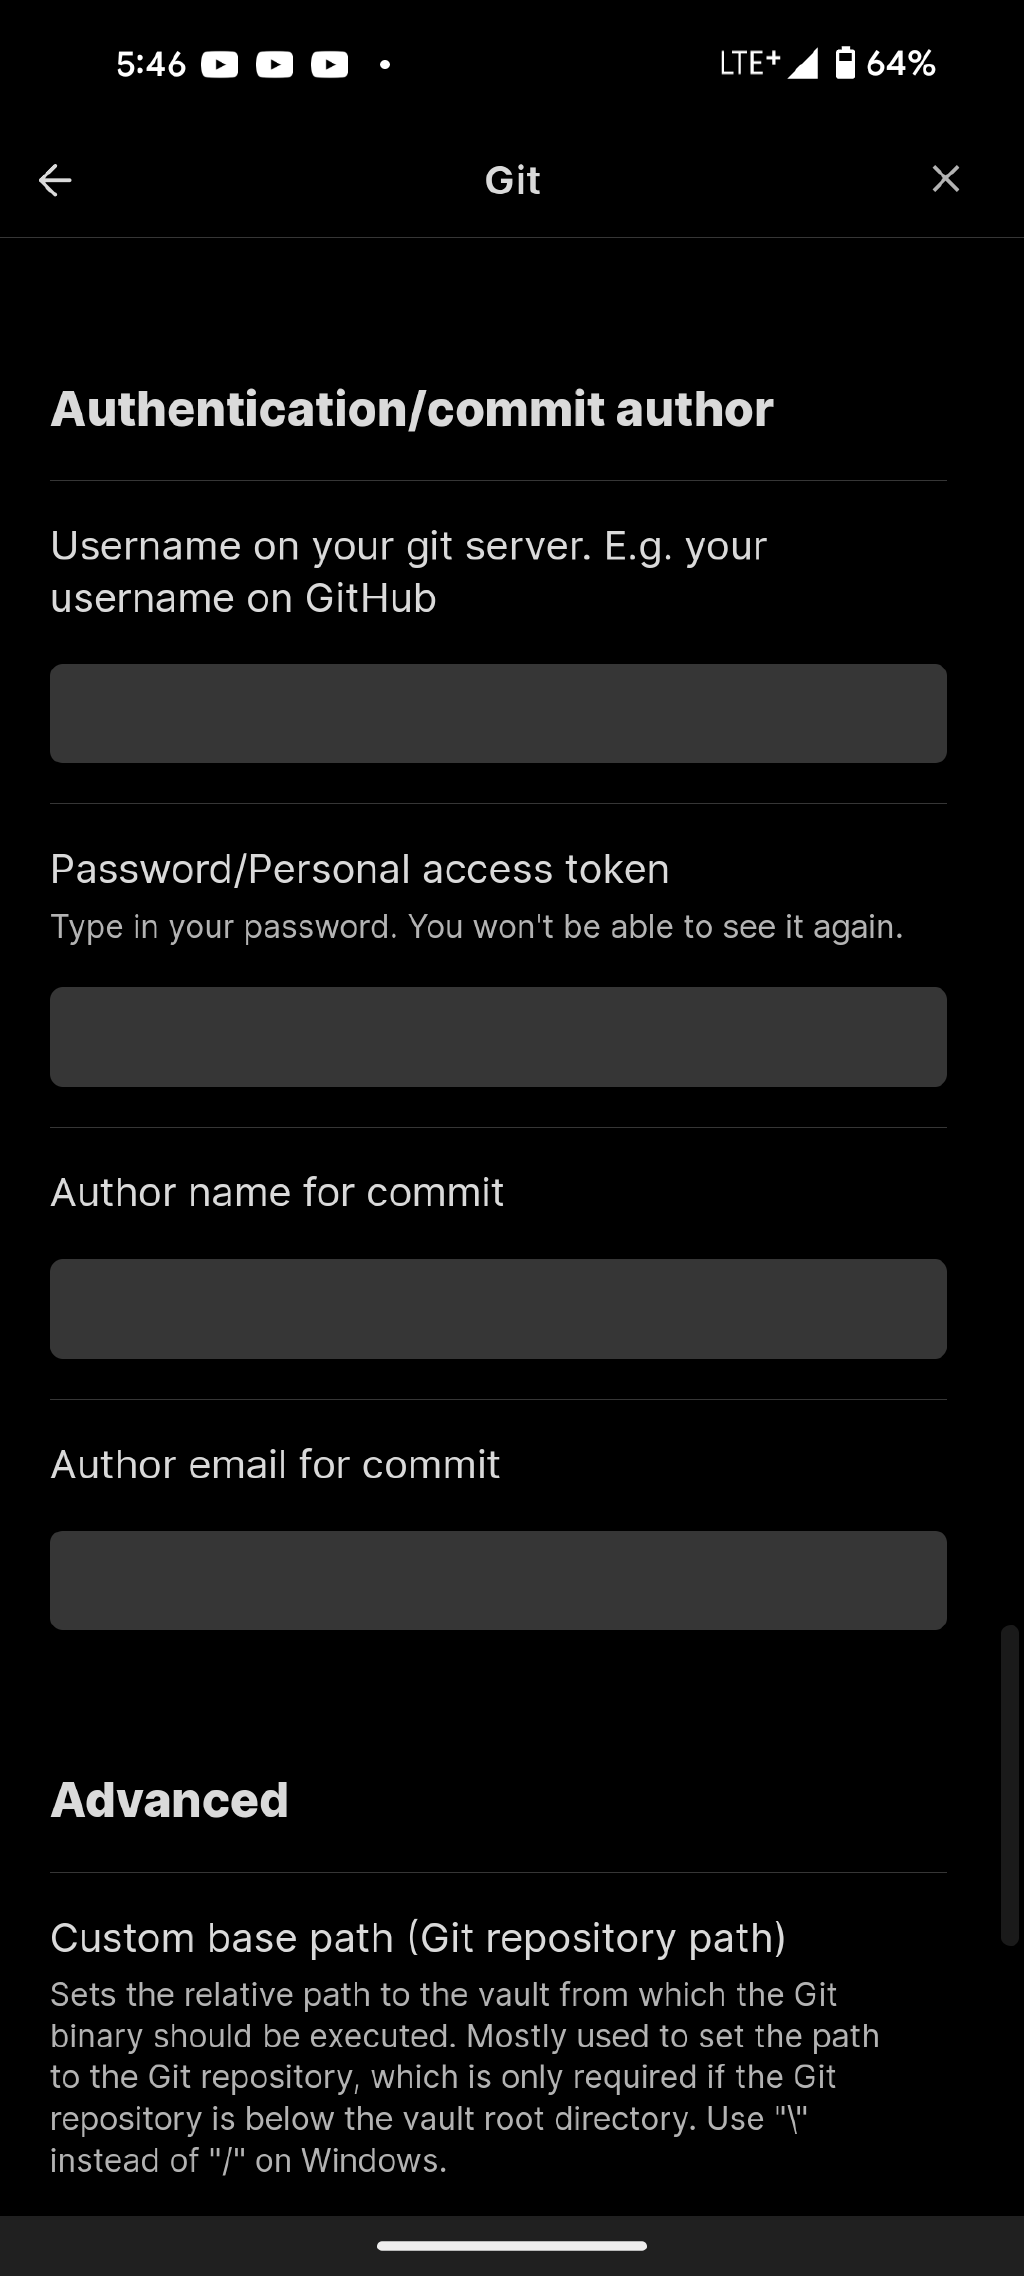 5:46
LTE+ 64%
Git
Authentication/commit author
Username on your git server. E.g. your
username on GitHub
Password/Personal access token
Type in your password. You won't be able to see it again.
Author name for commit
Author email for commit
Advanced
Custom base path (Git repository path)
Sets the relative path to the vault from which the Git
binary should be executed. Mostly used to set the path
to the Git repository, which is only required if the Git
repository is below the vault root directory. Use "\"
instead of "/" on Windows.